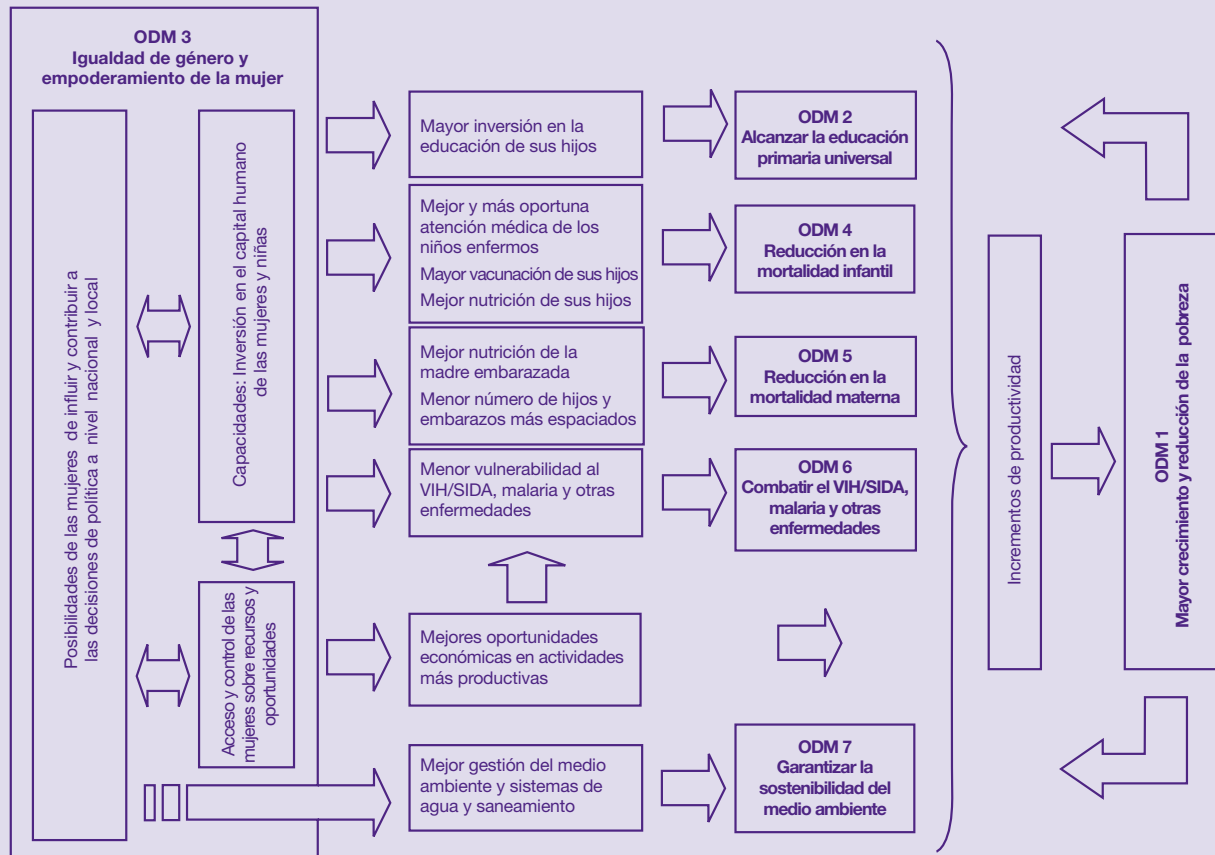 ODM 3
Igualdad de género y
empoderamiento de la mujer
Posibilidades de las mujeres de influir y contribuir a
las decisiones de política a nivel nacional y local
Capacidades: Inversión en el capital humano
de las mujeres y niñas
Acceso y control de las
mujeres sobre recursos y
oportunidades
Mayor inversión en la
educación de sus hijos
Mejor y más oportuna
atención médica de los
niños enfermos
Mayor vacunación de sus hijos
Mejor nutrición de sus hijos
Mejor nutrición de la
madre embarazada
Menor número de hijos y
embarazos más espaciados
Menor vulnerabilidad al
VIH/SIDA, malaria y otras
enfermedades
Mejores oportunidades
económicas en actividades
más productivas
Mejor gestión del medio
ambiente y sistemas de
agua y saneamiento
ODM 2
Alcanzar la educación
primaria universal
ODM 4
Reducción en la
mortalidad infantil
ODM 5
Reducción en la
mortalidad materna
ODM 6
Combatir el VIH/SIDA,
malaria y otras
enfermedades
ODM 7
Garantizar la
sostenibilidad del
medio ambiente
Incrementos de productividad
ODM 1
Mayor crecimiento y reducción de la pobreza